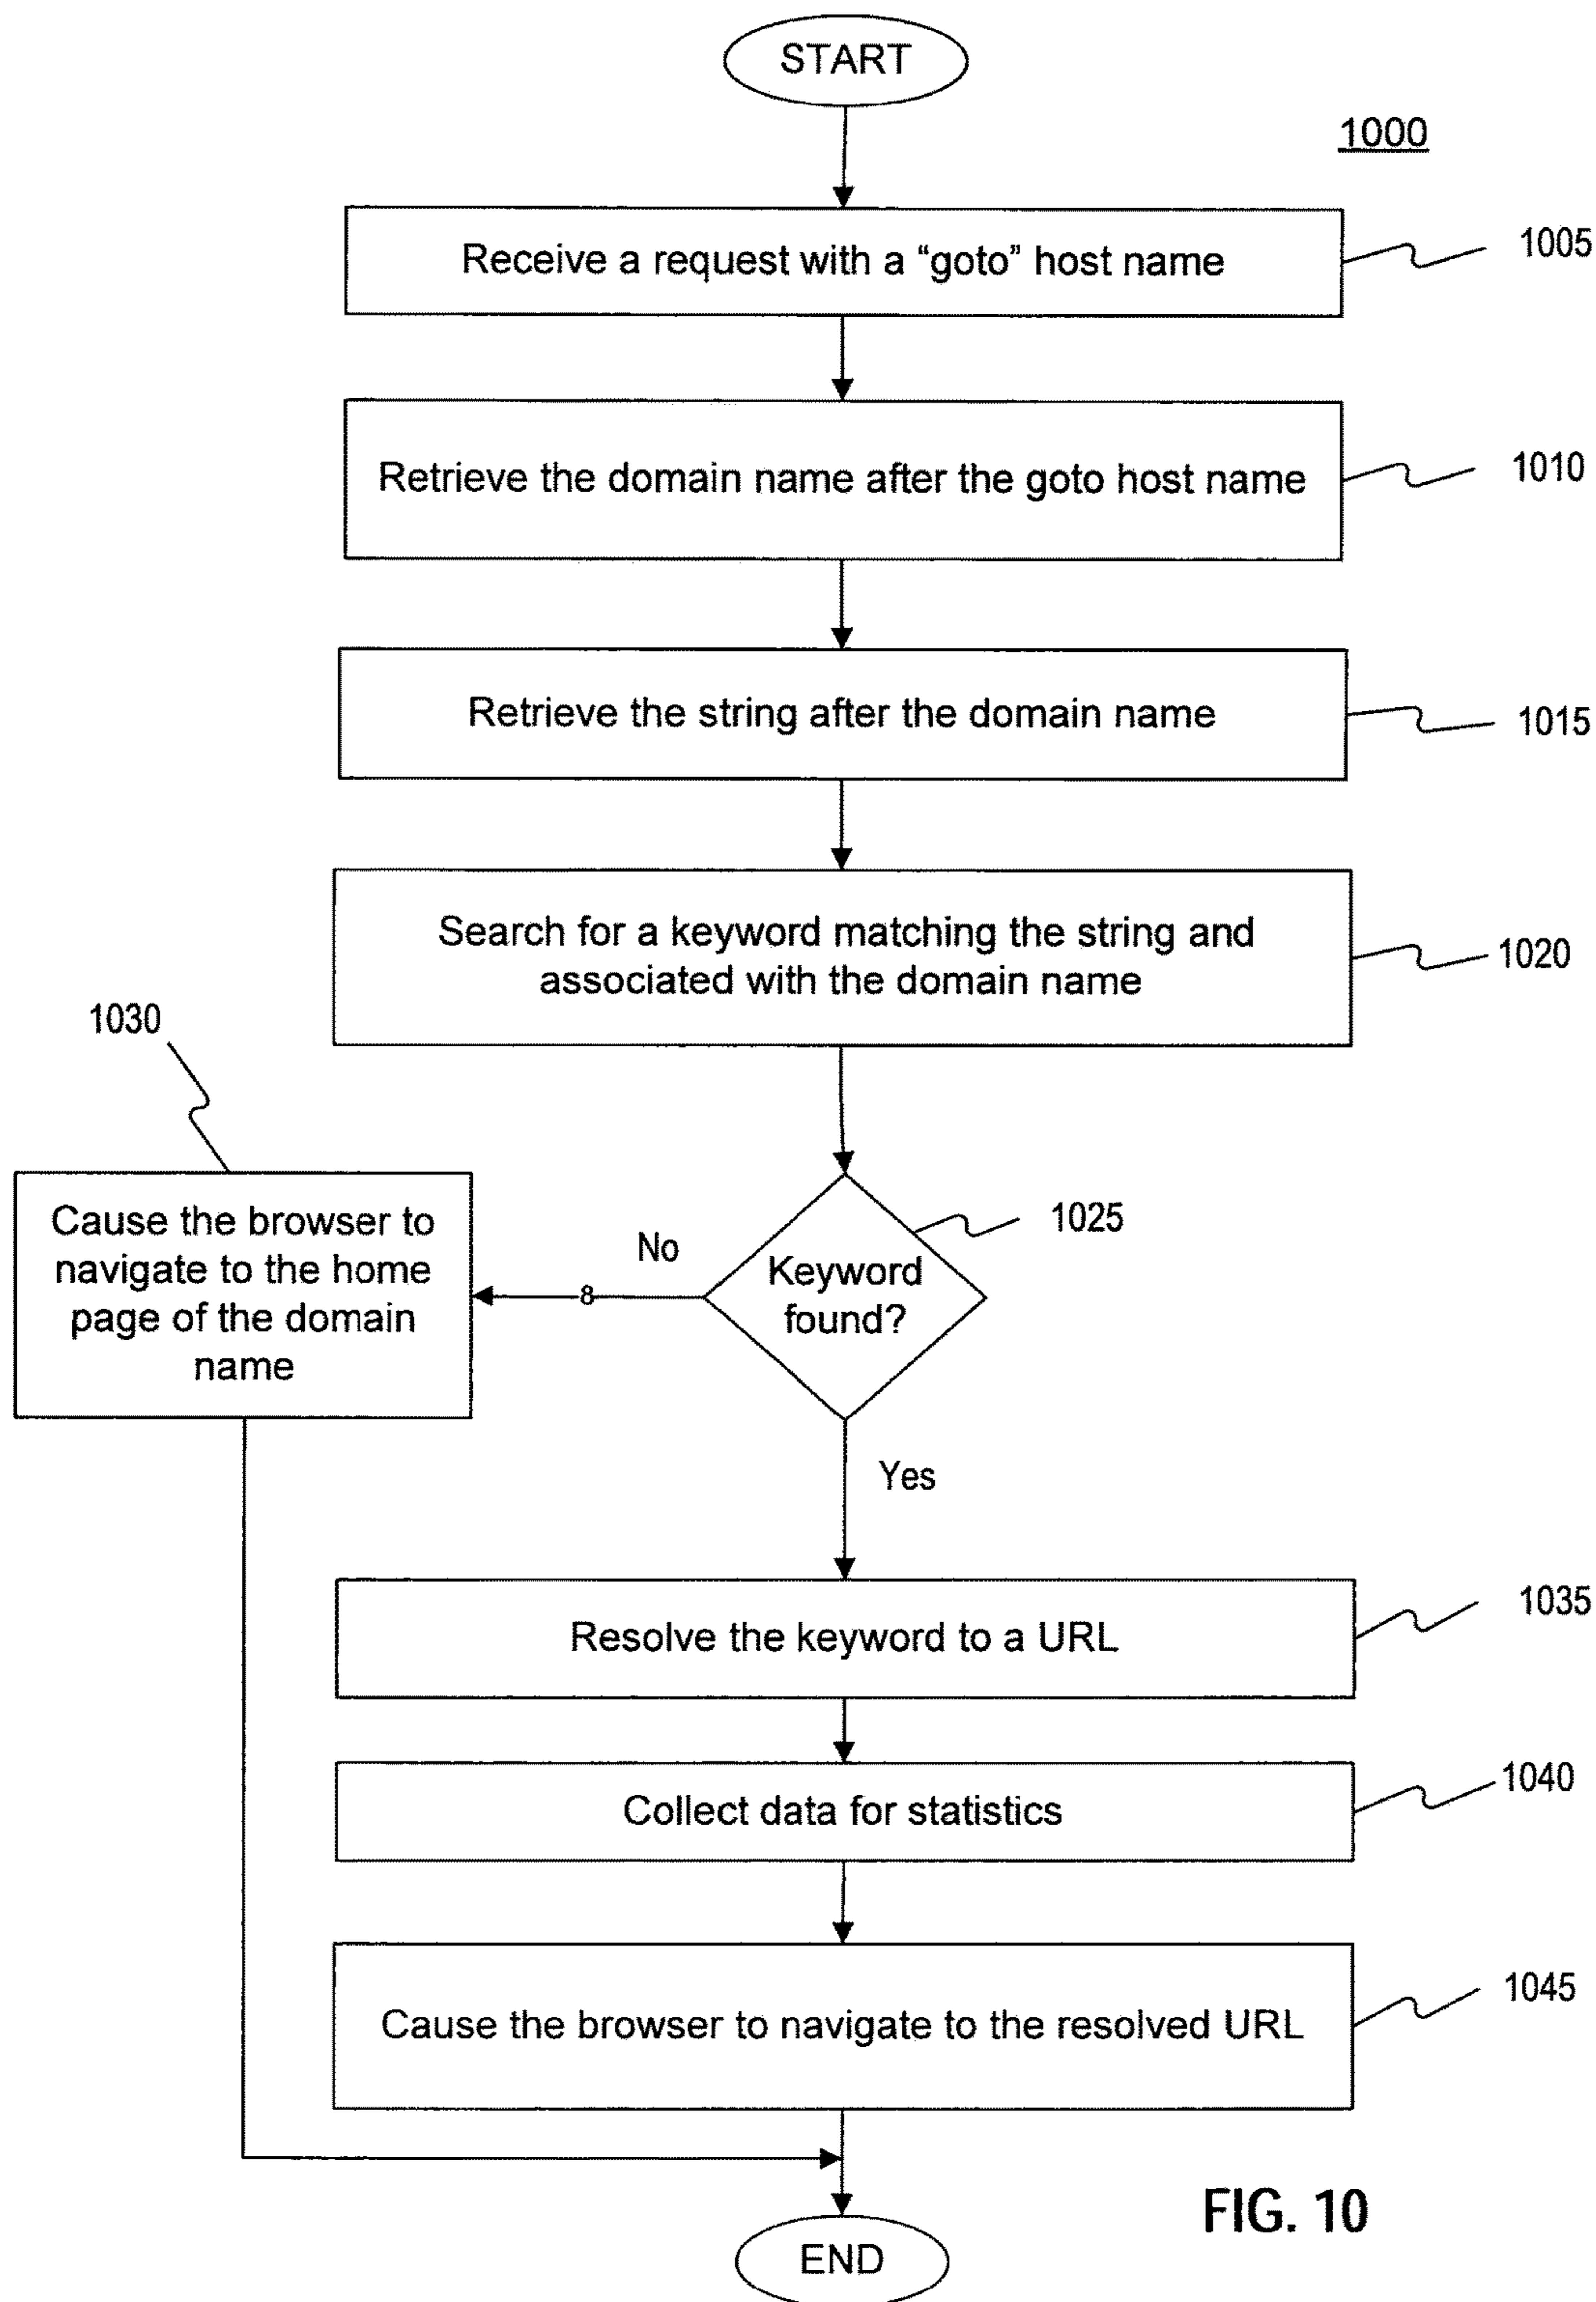 START
1000
Receive a request with a “goto” host name
1005
Retrieve the domain name after the goto host name
1010
Retrieve the string after the domain name
1015
Search for a keyword matching the string and
associated with the domain name
1020
1030
Cause the browser to
navigate to the home
page of the domain
name
No
8
Keyword
found?
1025
Yes
Resolve the keyword to a URL
1035
Collect data for statistics
1040
Cause the browser to navigate to the resolved URL
1045
END
FIG. 10